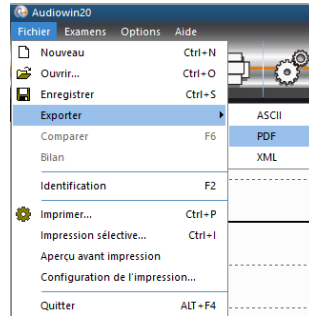 Audiowin20
Fichier Examens Options Aide
Nouveau Ctrl+N
Ouvrir... Ctrl+O
Enregistrer Ctrl+S
Exporter ASCII
Comparer F6 PDF
Bilan XML
Identification F2
Imprimer... Ctrl+P
Impression sélective... Ctrl+I
Aperçu avant impression
Configuration de l'impression...
Quitter ALT+F4